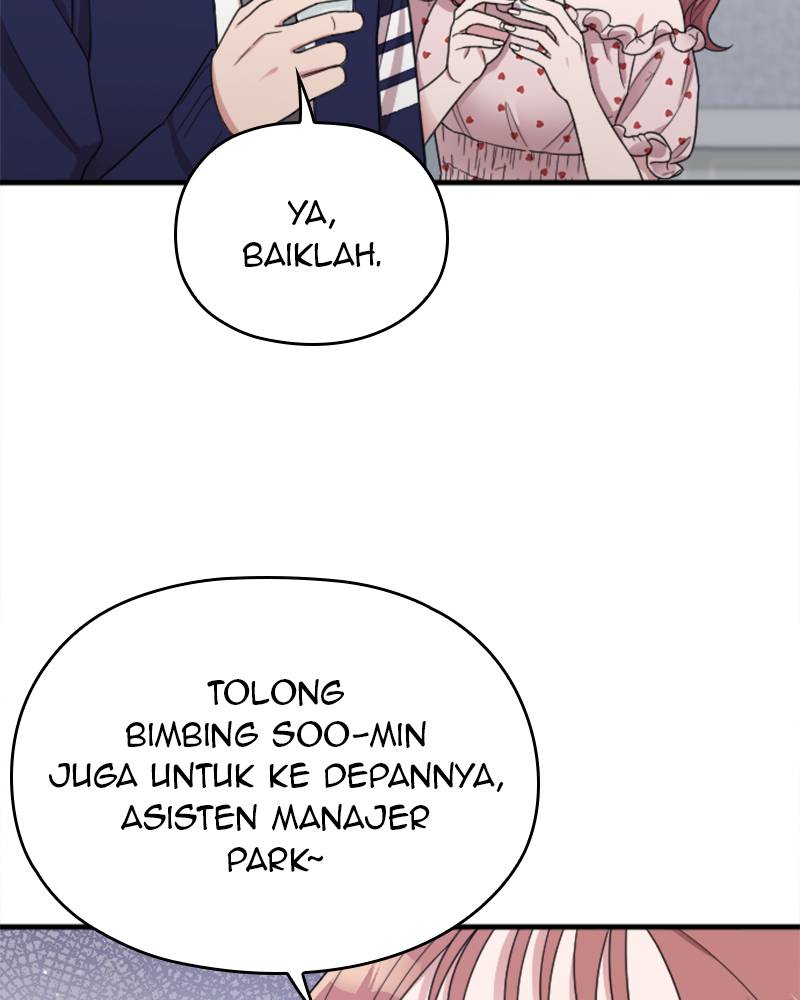 YA,
BAIKLAH.
TOLONG
BIMBING SOO-MIN
JUGA UNTUK KE DEPANNYA,
ASISTEN MANAJER
PARK~